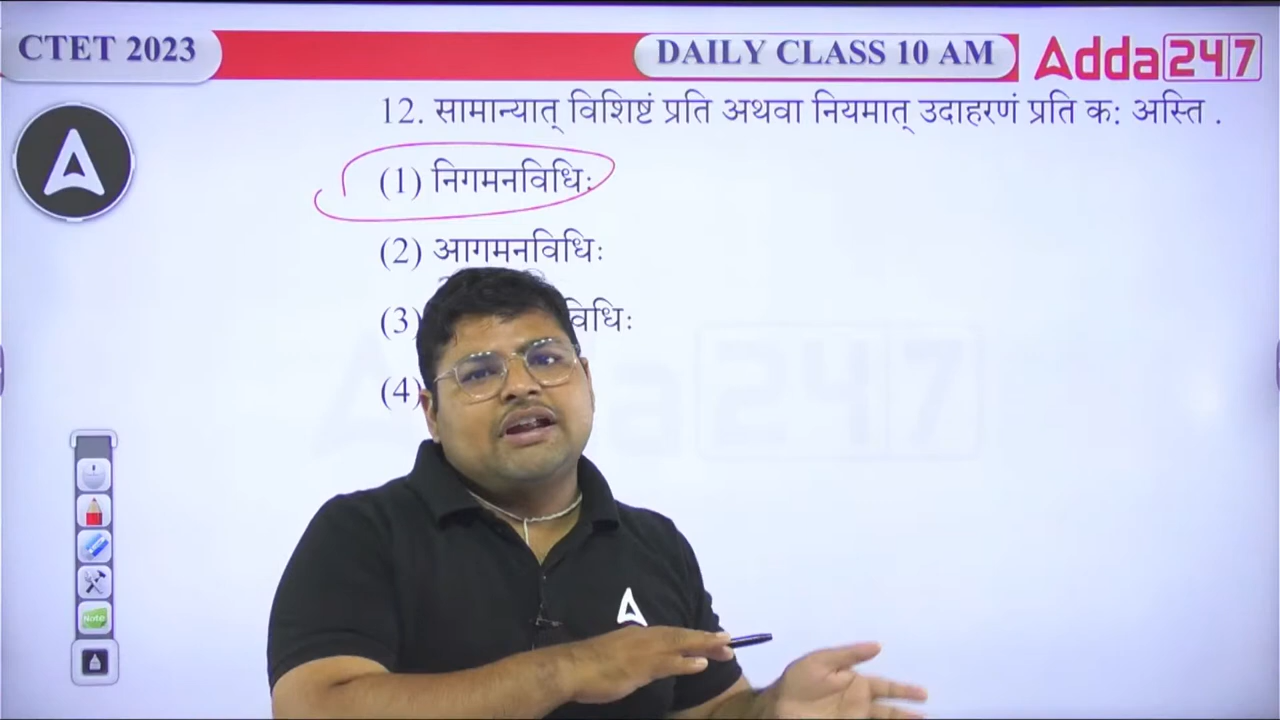 CTET 2023
DAILY CLASS 10 AM
Adda247
12. सामान्यात् विशिष्टं प्रति अथवा नियमात् उदाहरणं प्रति क: अस्ति .
(1) निगमनविधिः
(2) आगमनविधिः
(3) विधिः
(4)
Note